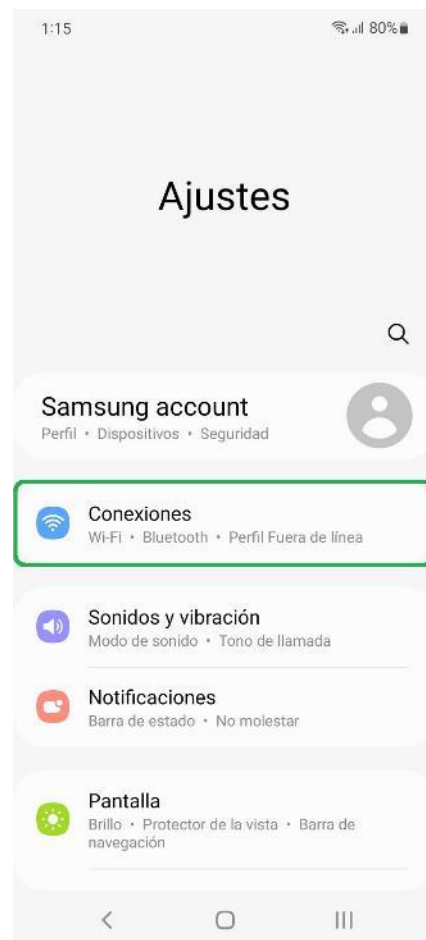 1:15 80%
Ajustes
Samsung account
Perfil • Dispositivos • Seguridad
Conexiones
Wi-Fi • Bluetooth • Perfil Fuera de línea
Sonidos y vibración
Modo de sonido • Tono de llamada
Notificaciones
Barra de estado • No molestar
Pantalla
Brillo • Protector de la vista • Barra de
navegación